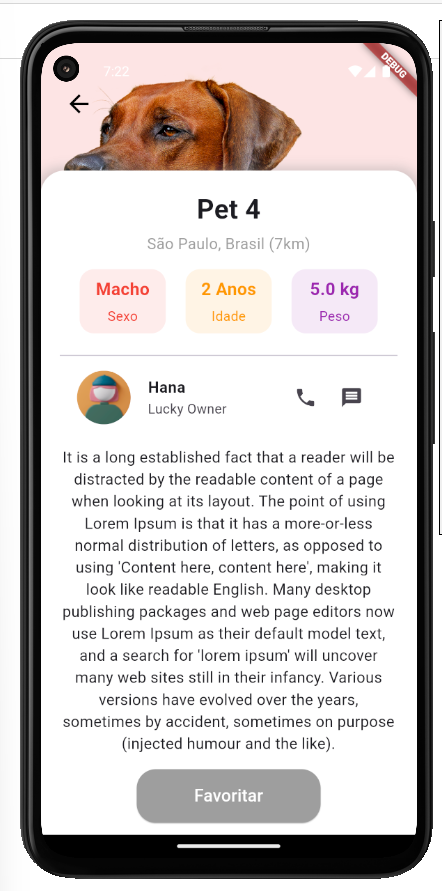 7:22
DEBUG
Pet 4
São Paulo, Brasil (7km)
Macho 2 Anos 5.0 kg
Sexo Idade Peso
Hana
Lucky Owner
It is a long established fact that a reader will be
distracted by the readable content of a page
when looking at its layout. The point of using
Lorem Ipsum is that it has a more-or-less
normal distribution of letters, as opposed to
using 'Content here, content here', making it
look like readable English. Many desktop
publishing packages and web page editors now
use Lorem Ipsum as their default model text,
and a search for 'lorem ipsum' will uncover
many web sites still in their infancy. Various
versions have evolved over the years,
sometimes by accident, sometimes on purpose
(injected humour and the like).
Favoritar